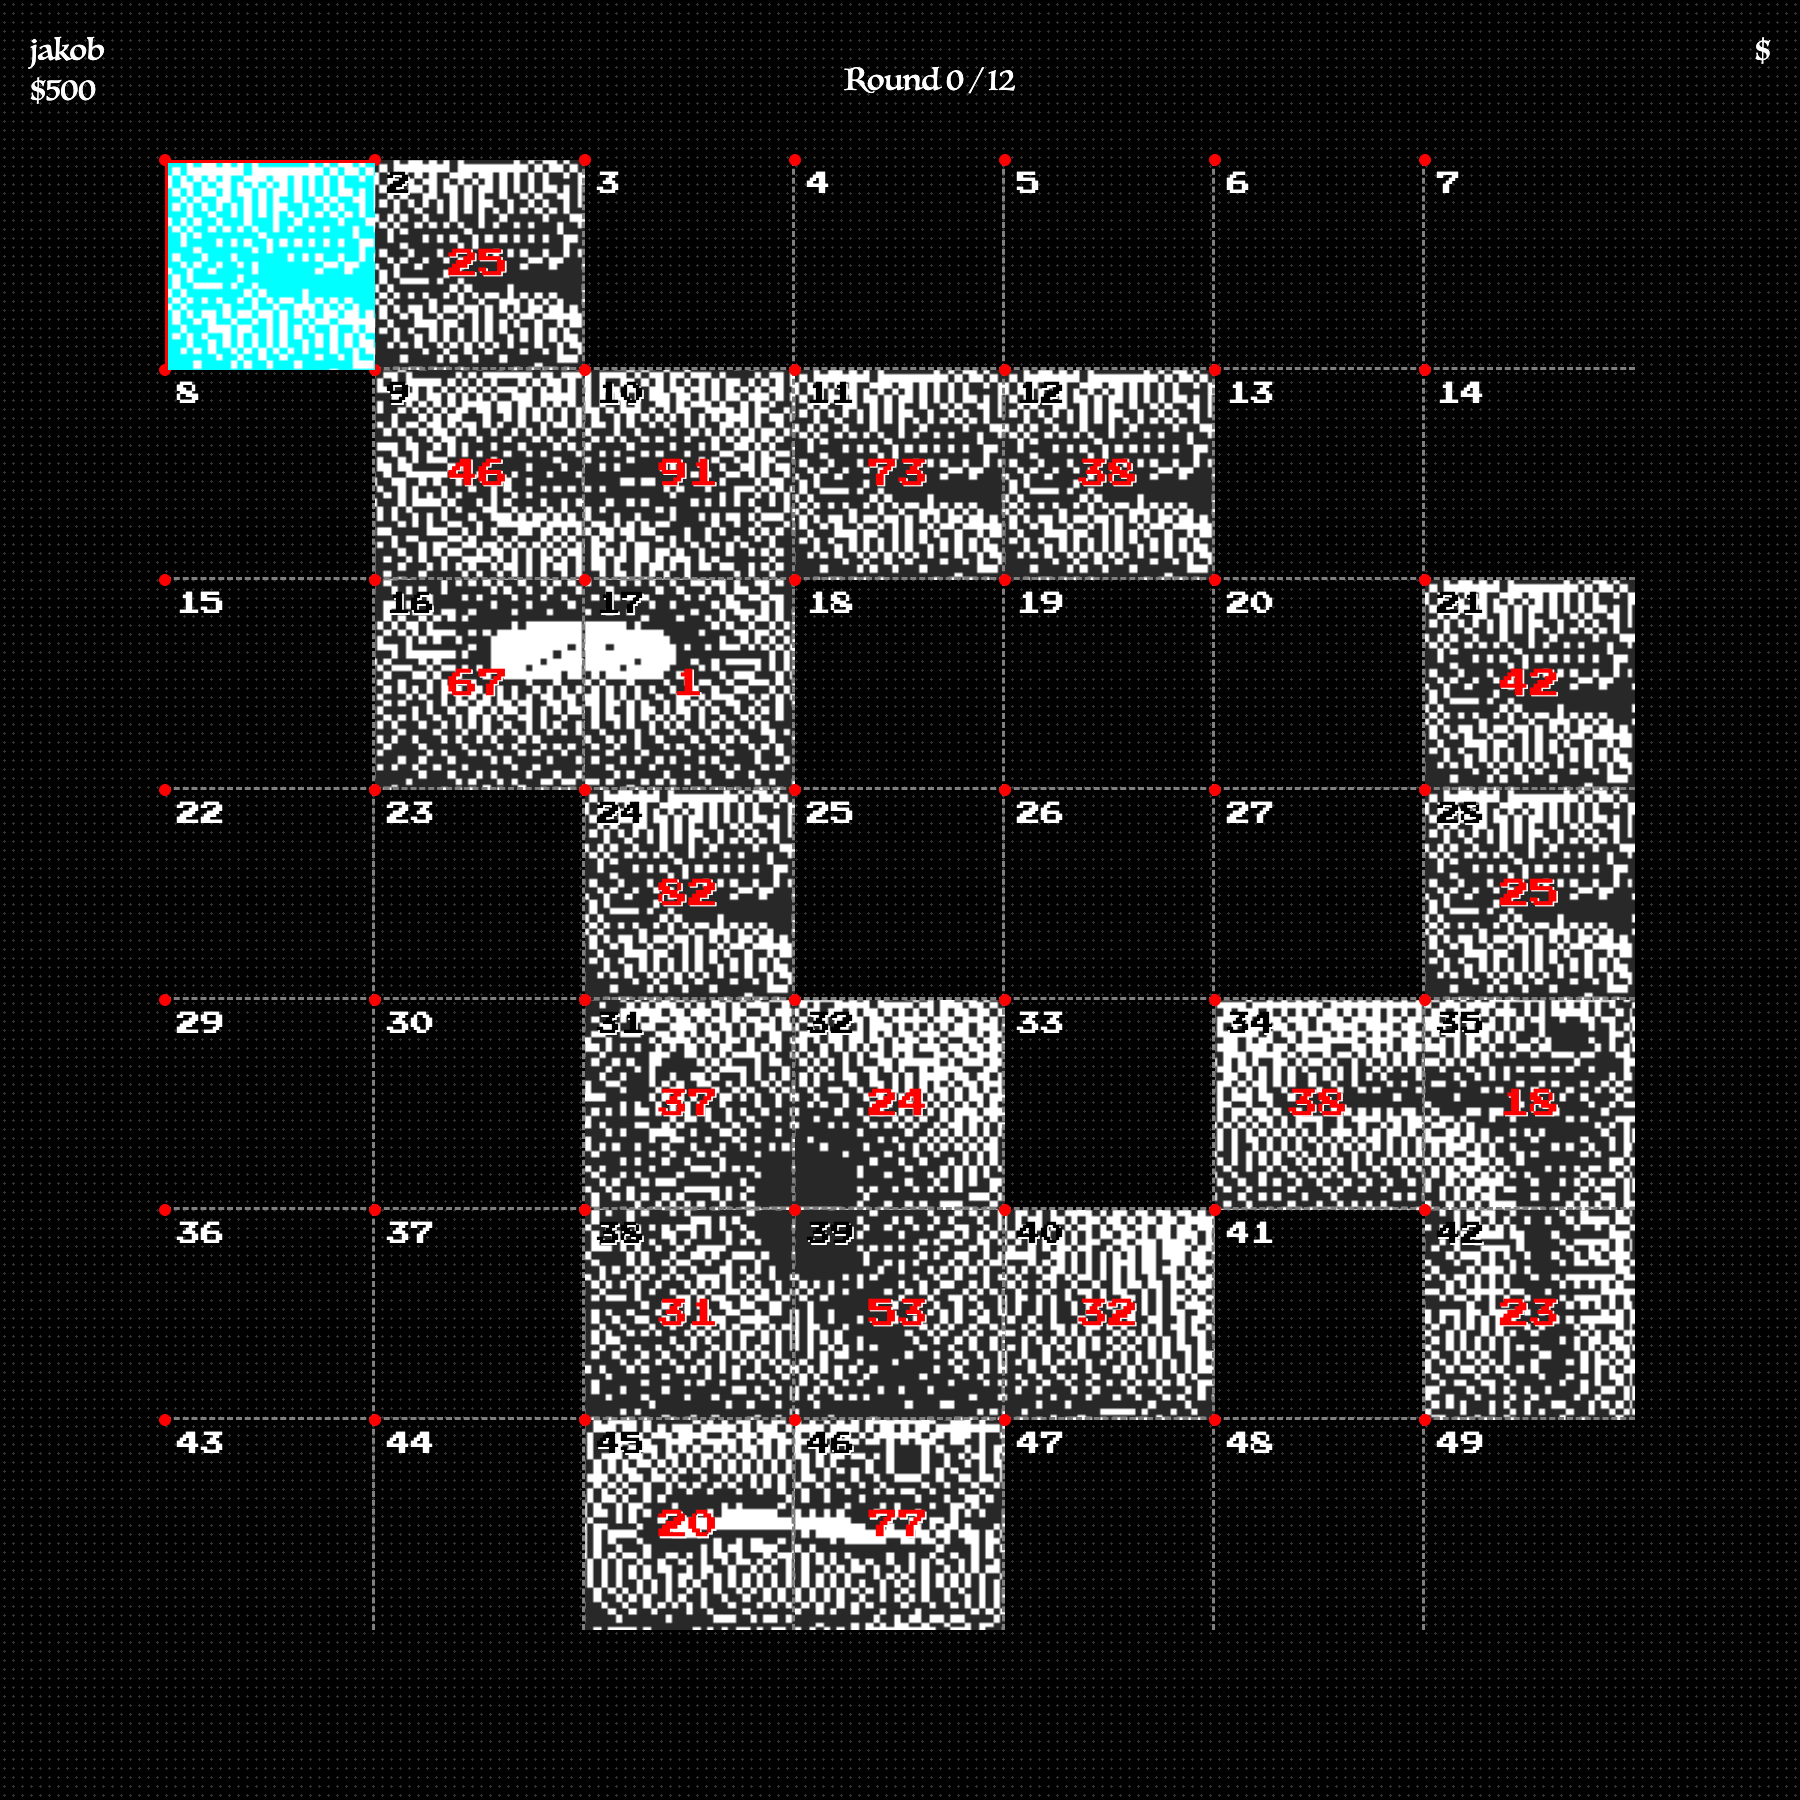 jakob $
$500
Round 0 / 12
2 3 4 5 6 7
25
8 9 10 11 12 13 14
46 91 73 38
15 16 17 18 19 20 21
67 1 42
22 23 24 25 26 27 28
82 25
29 30 31 32 33 34 35
37 24 38 18
36 37 38 39 40 41 42
31 53 32 23
43 44 45 46 47 48 49
20 77